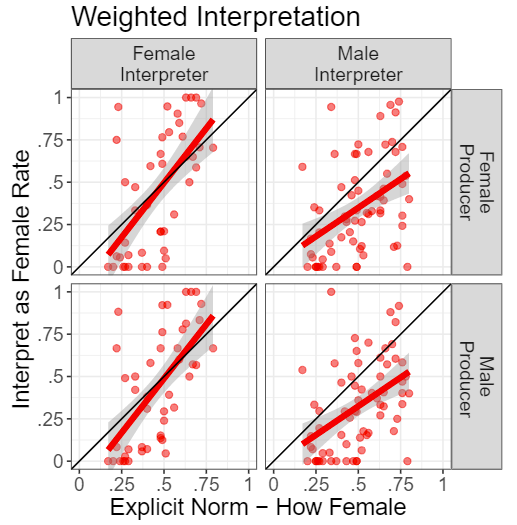 Weighted Interpretation
Female
Interpreter
Male
Interpreter
Interpret as Female Rate
1
.75
.5
.25
0
Female
Producer
1
.75
.5
.25
0
Male
Producer
0 .25 .5 .75 1
0 .25 .5 .75 1
Explicit Norm − How Female